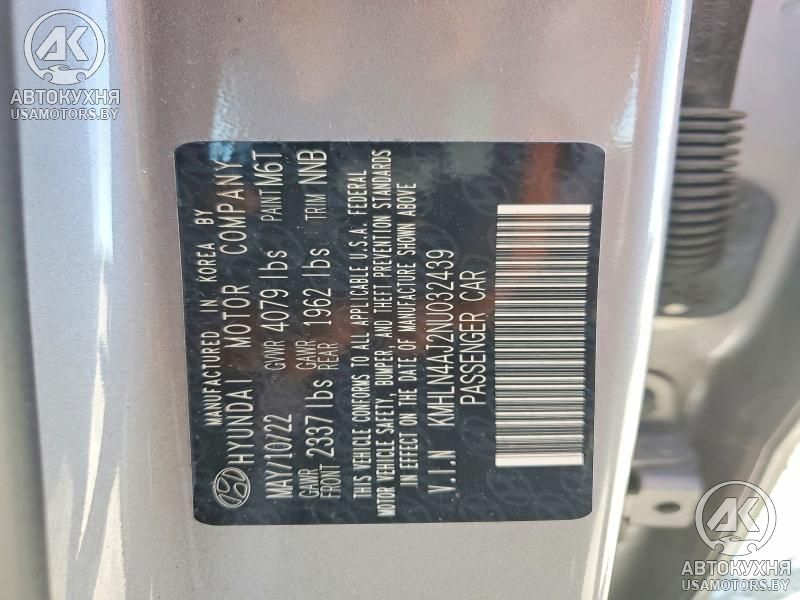 AK
АВТОКУХНЯ
USAMOTORS.BY
MANUFACTURED IN KOREA BY
HYUNDAI MOTOR COMPANY
MAY/10/22 GVWR 4079 lbs PAINT M6T
GAWR FRONT 2337 lbs GAWR REAR 1962 lbs TRIM NNB
THIS VEHICLE CONFORMS TO ALL APPLICABLE U.S.A. FEDERAL
MOTOR VEHICLE SAFETY, BUMPER, AND THEFT PREVENTION STANDARDS
IN EFFECT ON THE DATE OF MANUFACTURE SHOWN ABOVE
V.I.N KMHLN4AJ2NU032439
PASSENGER CAR
AK
АВТОКУХНЯ
USAMOTORS.BY